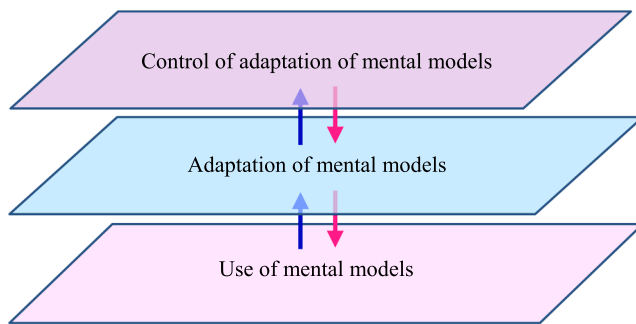 Control of adaptation of mental models
Adaptation of mental models
Use of mental models